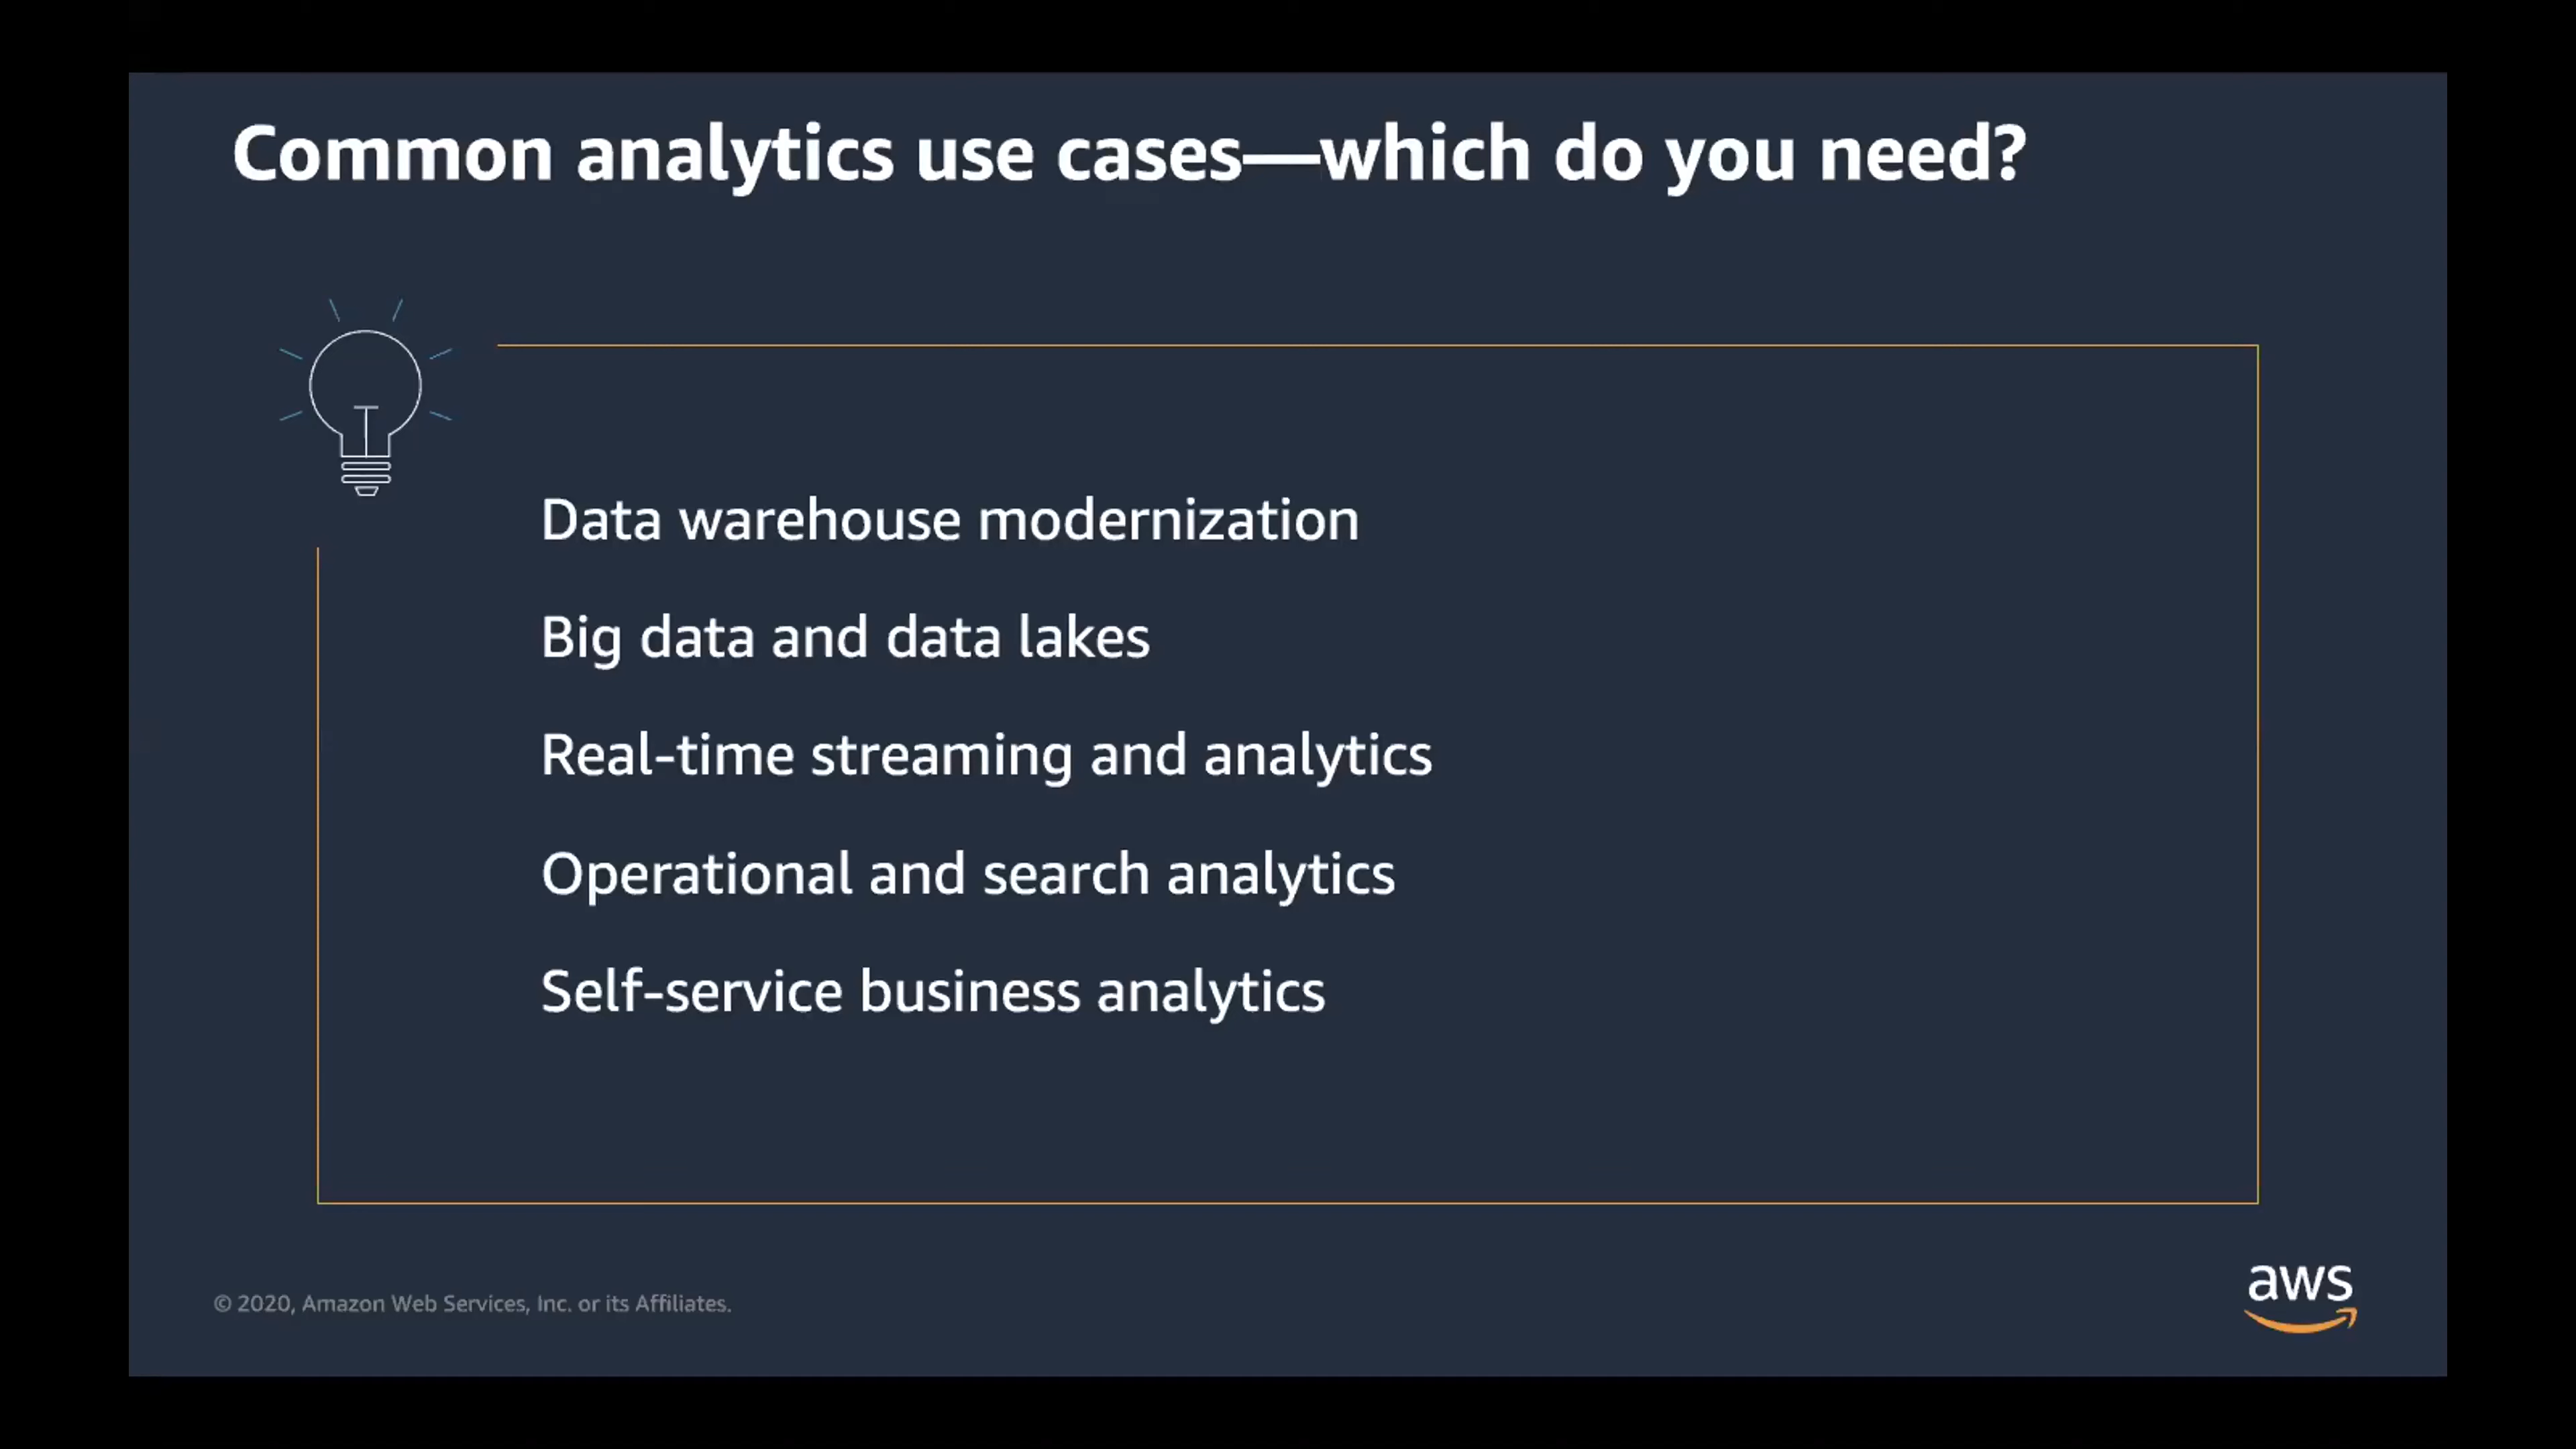 Common analytics use cases—which do you need?
Data warehouse modernization
Big data and data lakes
Real-time streaming and analytics
Operational and search analytics
Self-service business analytics
© 2020, Amazon Web Services, Inc. or its Affiliates.
aws